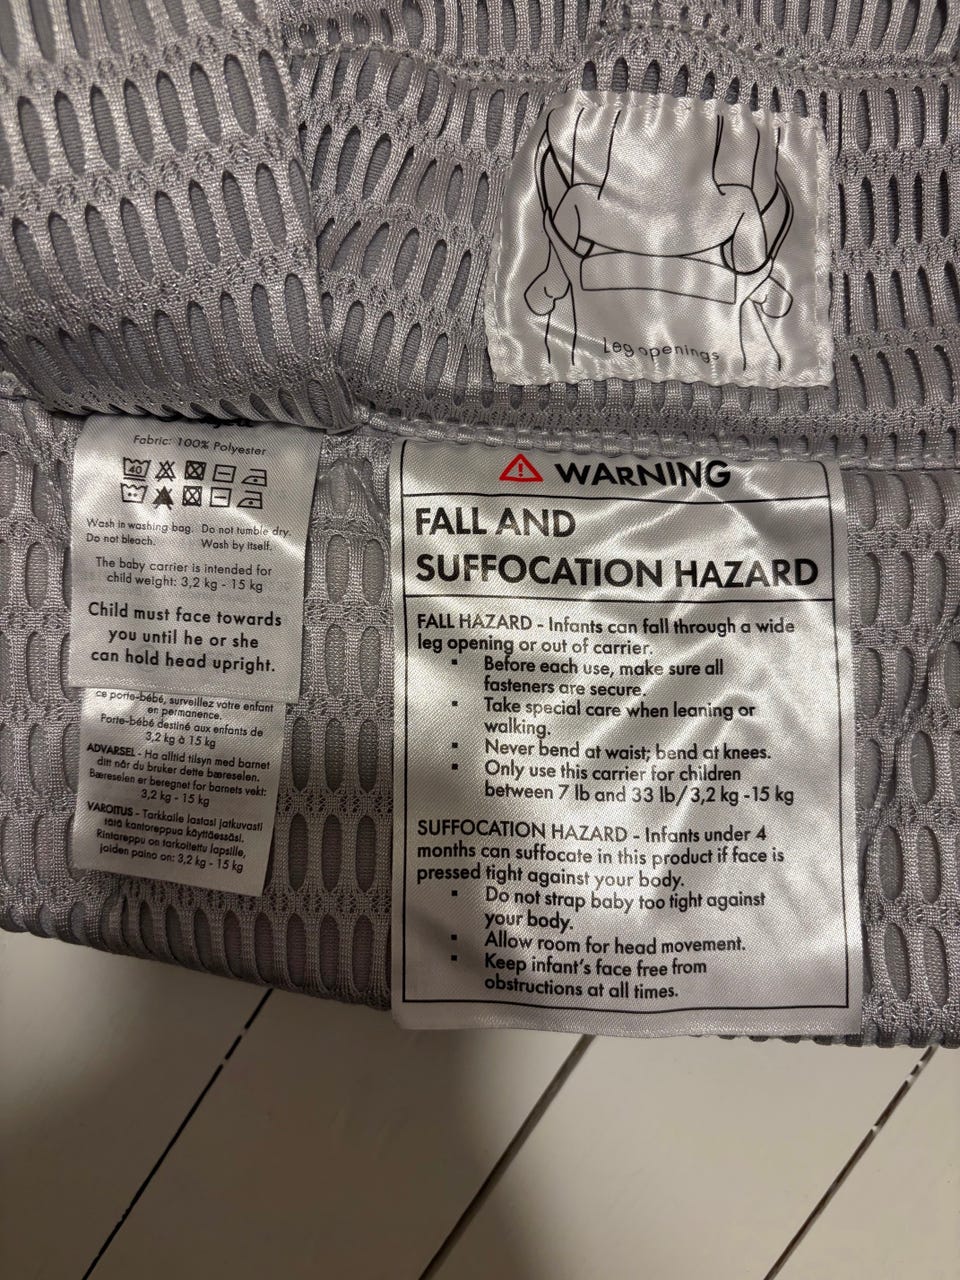 Leg openings
Fabric: 100% Polyester
40
Wash in washing bag. Do not tumble dry.
Do not bleach. Wash by itself.
The baby carrier is intended for
child weight: 3,2 kg - 15 kg
Child must face towards
you until he or she
can hold head upright.
ce porte-bébé, surveillez votre enfant
en permanence.
Porte-bébé destiné aux enfants de
3,2 kg à 15 kg
ADVARSEL - Ha alltid tilsyn med barnet
ditt når du bruker dette bæreselen.
Bæreselen er beregnet for barnets vekt:
3,2 kg - 15 kg
VAROITUS - Tarkkaile lastasi jatkuvasti
tätä kantoreppua käyttäessäsi.
Rintareppu on tarkoitettu lapsille,
joiden paino on: 3,2 kg - 15 kg
WARNING
FALL AND
SUFFOCATION HAZARD
FALL HAZARD - Infants can fall through a wide
leg opening or out of carrier.
▪ Before each use, make sure all
fasteners are secure.
▪ Take special care when leaning or
walking.
▪ Never bend at waist; bend at knees.
▪ Only use this carrier for children
between 7 lb and 33 lb/3,2 kg -15 kg
SUFFOCATION HAZARD - Infants under 4
months can suffocate in this product if face is
pressed tight against your body.
▪ Do not strap baby too tight against
your body.
▪ Allow room for head movement.
▪ Keep infant's face free from
obstructions at all times.